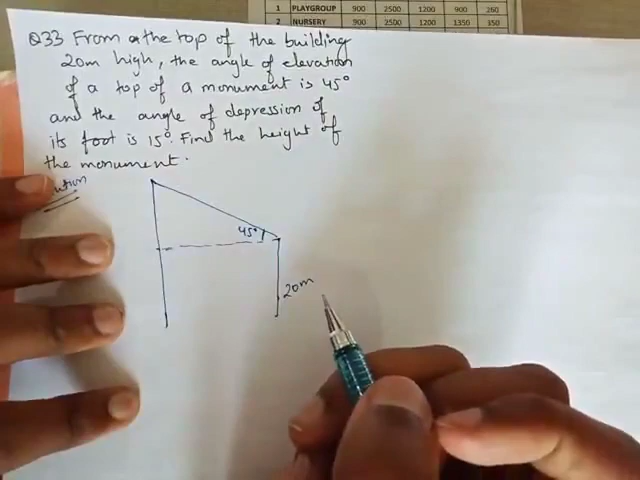 1 PLAYGROUP 900 2500 1200 900 260
2 NURSERY 900 2500 1200 1350 350
Q33 From the top of the building
20m high, the angle of elevation
of a top of a monument is 45°
and the angle of depression of
its foot is 15°. Find the height of
the monument.
45°
20m